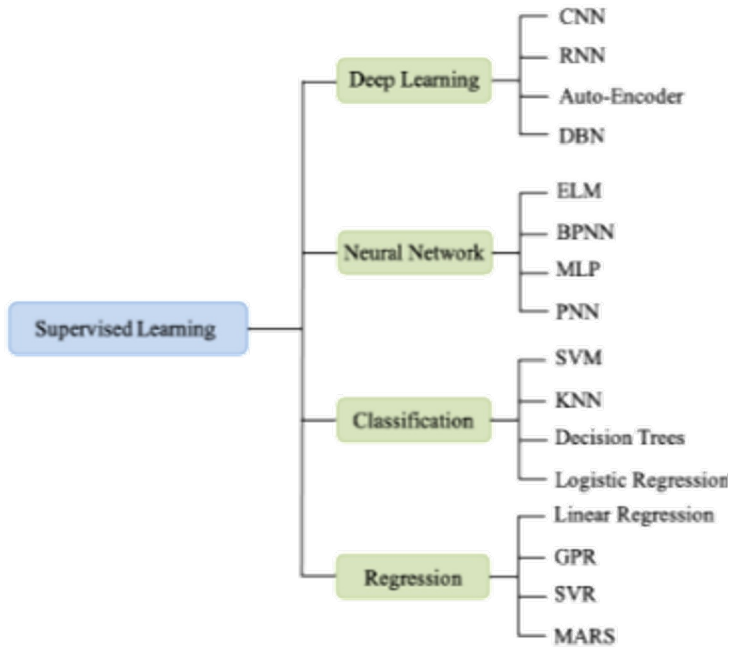 Supervised Learning
Deep Learning
CNN
RNN
Auto-Encoder
DBN
Neural Network
ELM
BPNN
MLP
PNN
Classification
SVM
KNN
Decision Trees
Logistic Regression
Regression
Linear Regression
GPR
SVR
MARS